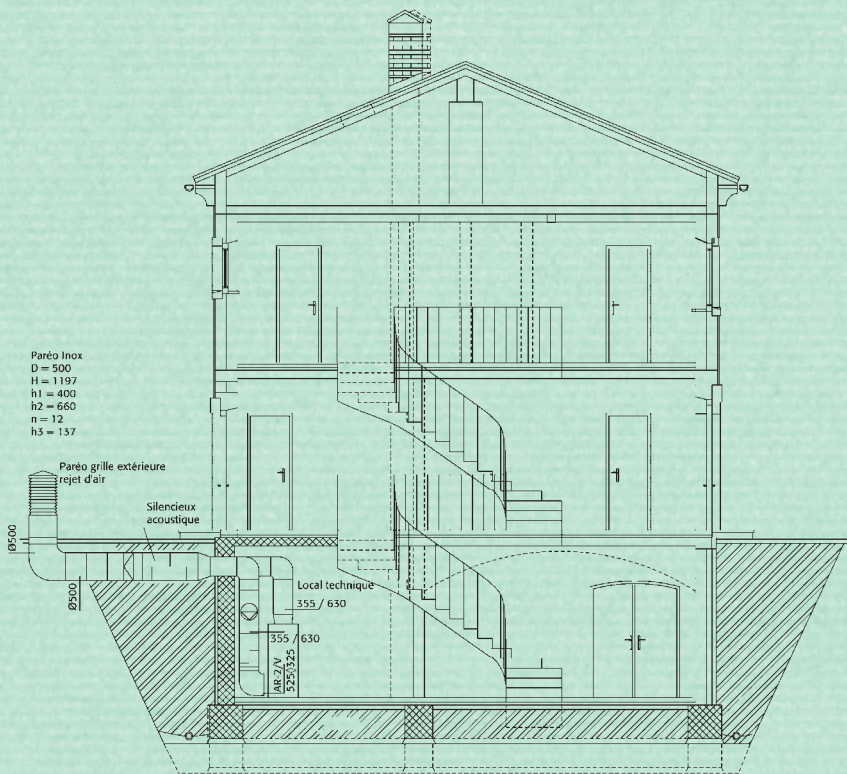 Paréo Inox
D = 500
H = 1197
h1 = 400
h2 = 660
n = 12
h3 = 137
Paréo grille extérieure
rejet d'air
Silencieux
acoustique
Ø500
Ø500
Local technique
355 / 630
355 / 630
AR-2/V
525/325